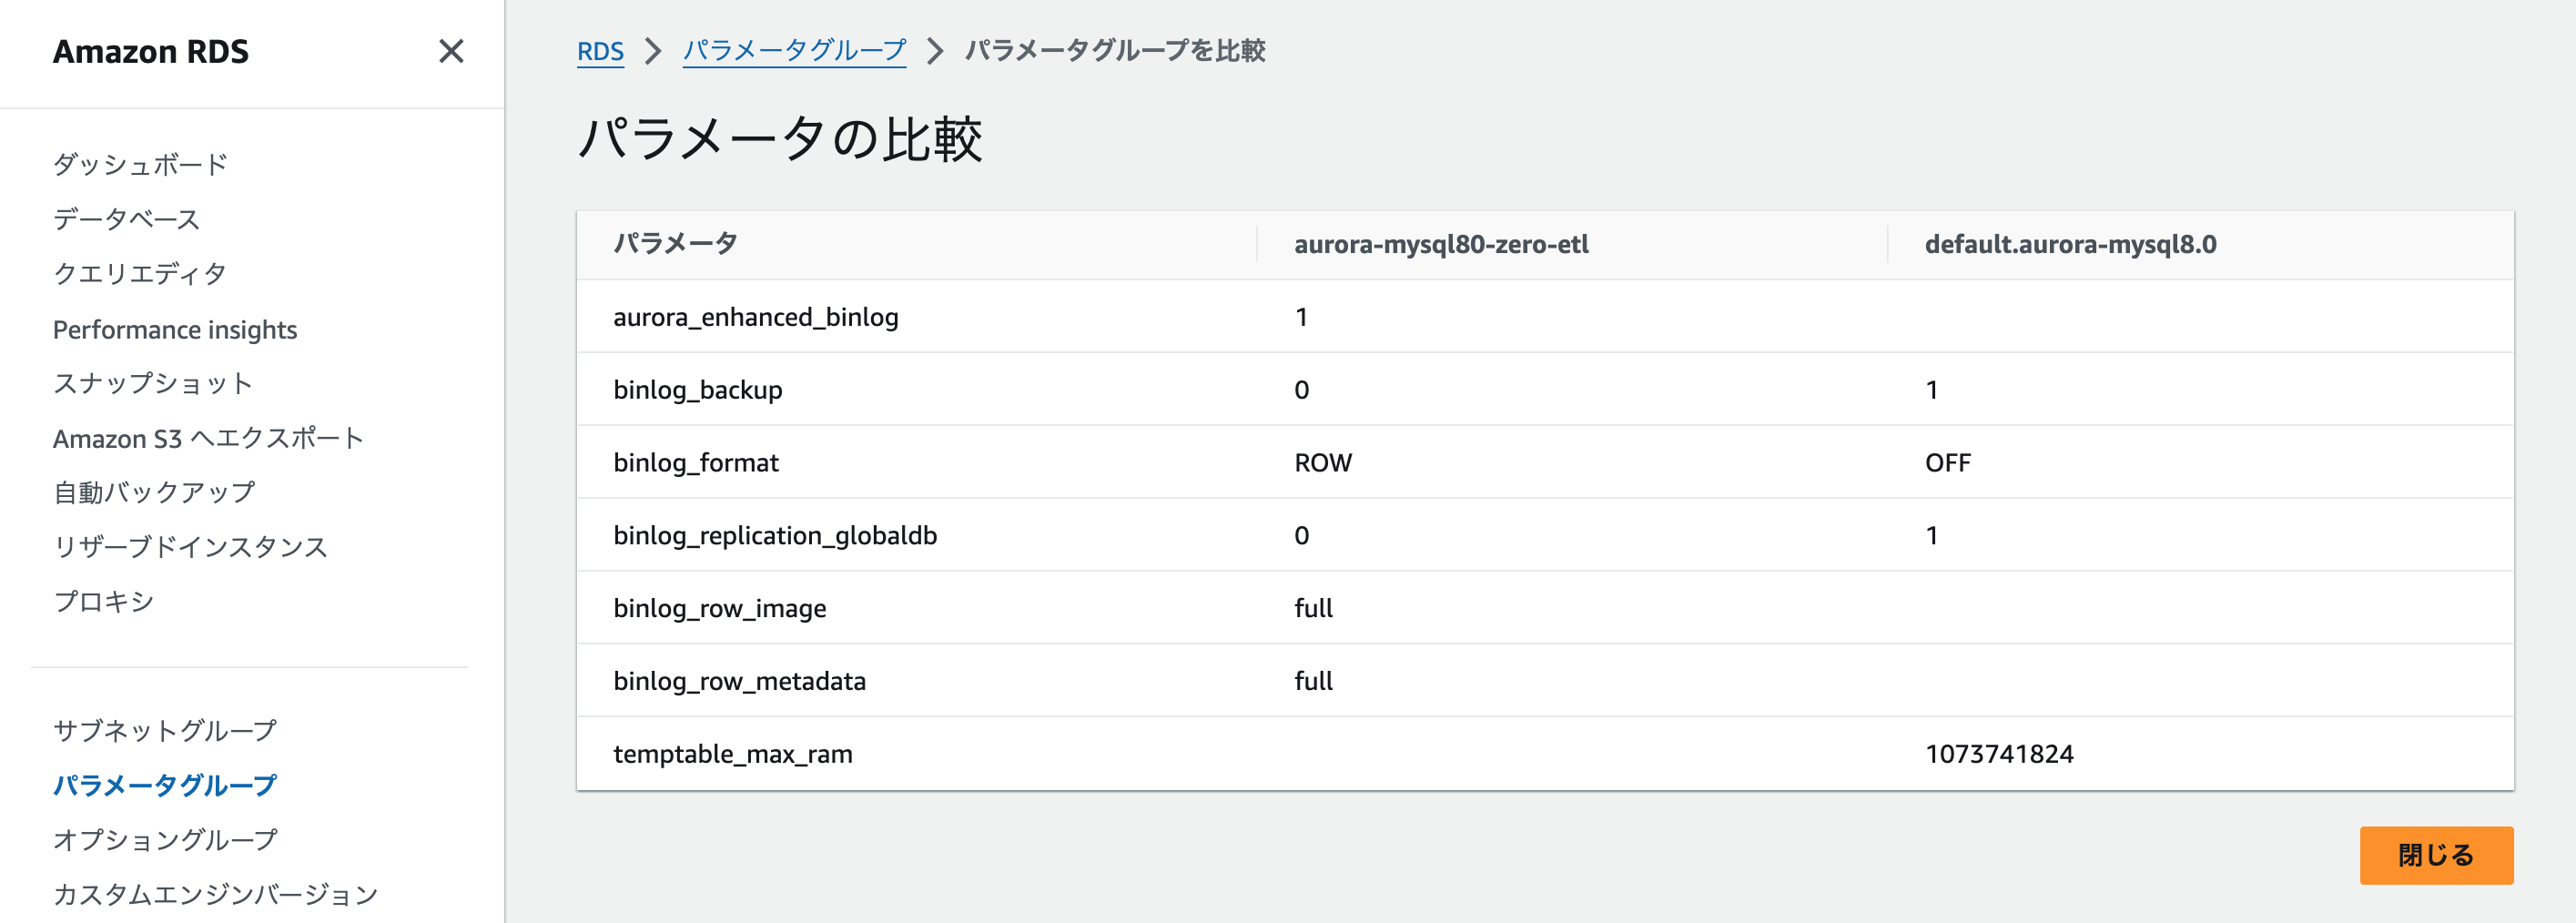 Amazon RDS
ダッシュボード
データベース
クエリエディタ
Performance insights
スナップショット
Amazon S3 へエクスポート
自動バックアップ
リザーブドインスタンス
プロキシ
サブネットグループ
パラメータグループ
オプショングループ
カスタムエンジンバージョン
RDS > パラメータグループ > パラメータグループを比較
パラメータの比較
パラメータ aurora-mysql80-zero-etl default.aurora-mysql8.0
aurora_enhanced_binlog 1
binlog_backup 0 1
binlog_format ROW OFF
binlog_replication_globaldb 0 1
binlog_row_image full
binlog_row_metadata full
temptable_max_ram 1073741824
閉じる